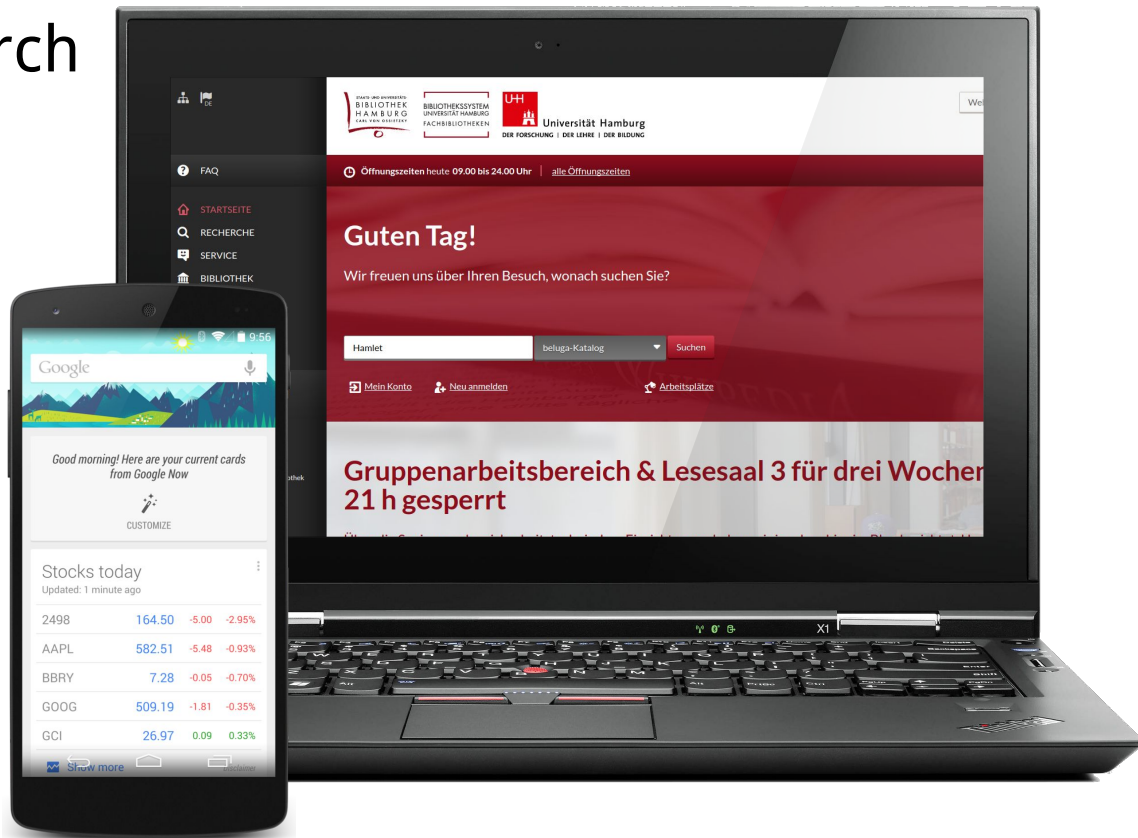 rch
DE
STAATS- UND UNIVERSITÄTS-
BIBLIOTHEK
HAMBURG
CARL VON OSSIETZKY
BIBLIOTHEKSSYSTEM
UNIVERSITÄT HAMBURG
FACHBIBLIOTHEKEN
UHH
Universität Hamburg
DER FORSCHUNG | DER LEHRE | DER BILDUNG
Wel
FAQ
Öffnungszeiten heute 09.00 bis 24.00 Uhr | alle Öffnungszeiten
STARTSEITE
RECHERCHE
SERVICE
BIBLIOTHEK
Guten Tag!
Wir freuen uns über Ihren Besuch, wonach suchen Sie?
Hamlet
beluga-Katalog
Suchen
Mein Konto
Neu anmelden
Arbeitsplätze
Gruppenarbeitsbereich & Lesesaal 3 für drei Wochen
21 h gesperrt
othek
X1
9:56
Google
Good morning! Here are your current cards
from Google Now
CUSTOMIZE
Stocks today
Updated: 1 minute ago
2498 164.50 -5.00 -2.95%
AAPL 582.51 -5.48 -0.93%
BBRY 7.28 -0.05 -0.70%
GOOG 509.19 -1.81 -0.35%
GCI 26.97 0.09 0.33%
Show more
Disclaimer